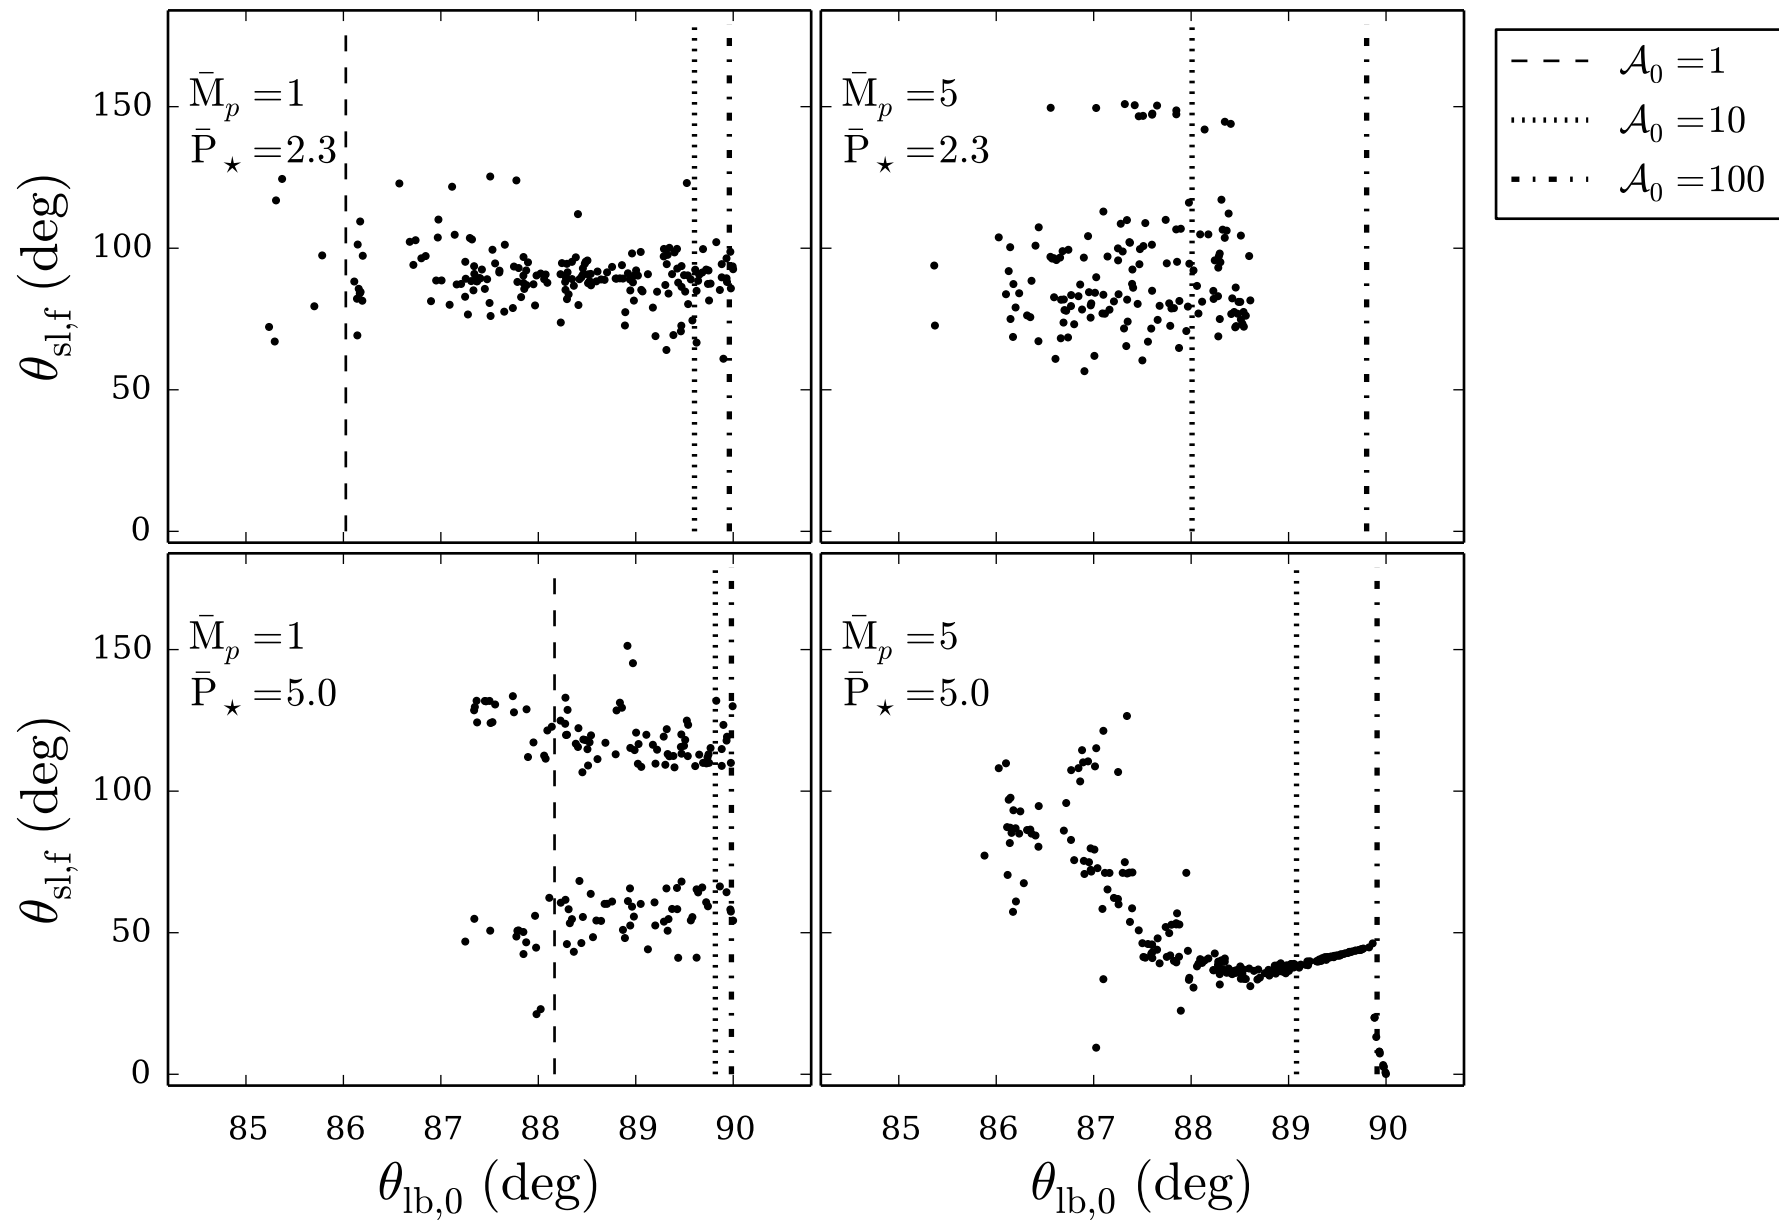 M̄p =1
P̄⋆ =2.3
M̄p =5
P̄⋆ =2.3
A0 =1
A0 =10
A0 =100
150
100
50
0
θsl,f (deg)
M̄p =1
P̄⋆ =5.0
M̄p =5
P̄⋆ =5.0
150
100
50
0
θsl,f (deg)
85 86 87 88 89 90
85 86 87 88 89 90
θlb,0 (deg)
θlb,0 (deg)